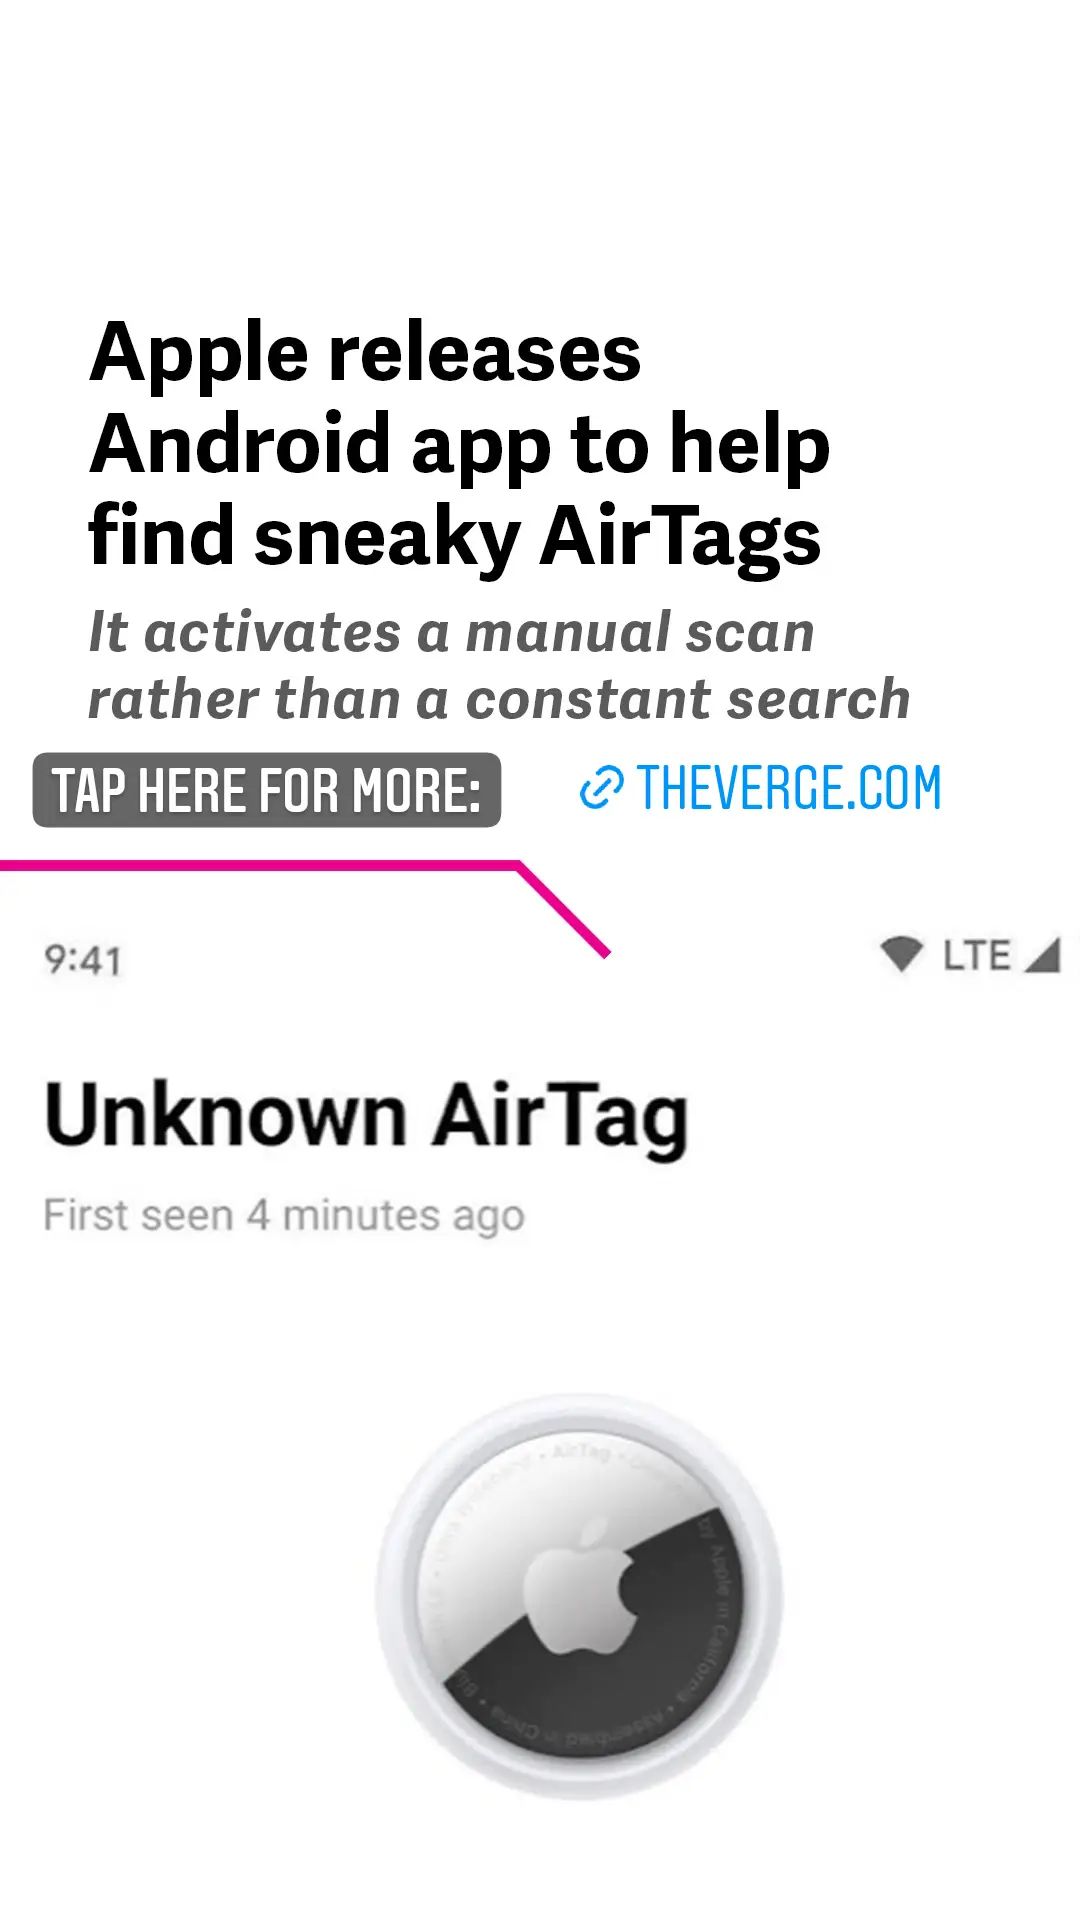 Apple releases
Android app to help
find sneaky AirTags
It activates a manual scan
rather than a constant search
TAP HERE FOR MORE:
THEVERGE.COM
9:41
LTE
Unknown AirTag
First seen 4 minutes ago
AirTag • Apple in California • Assembled in China •